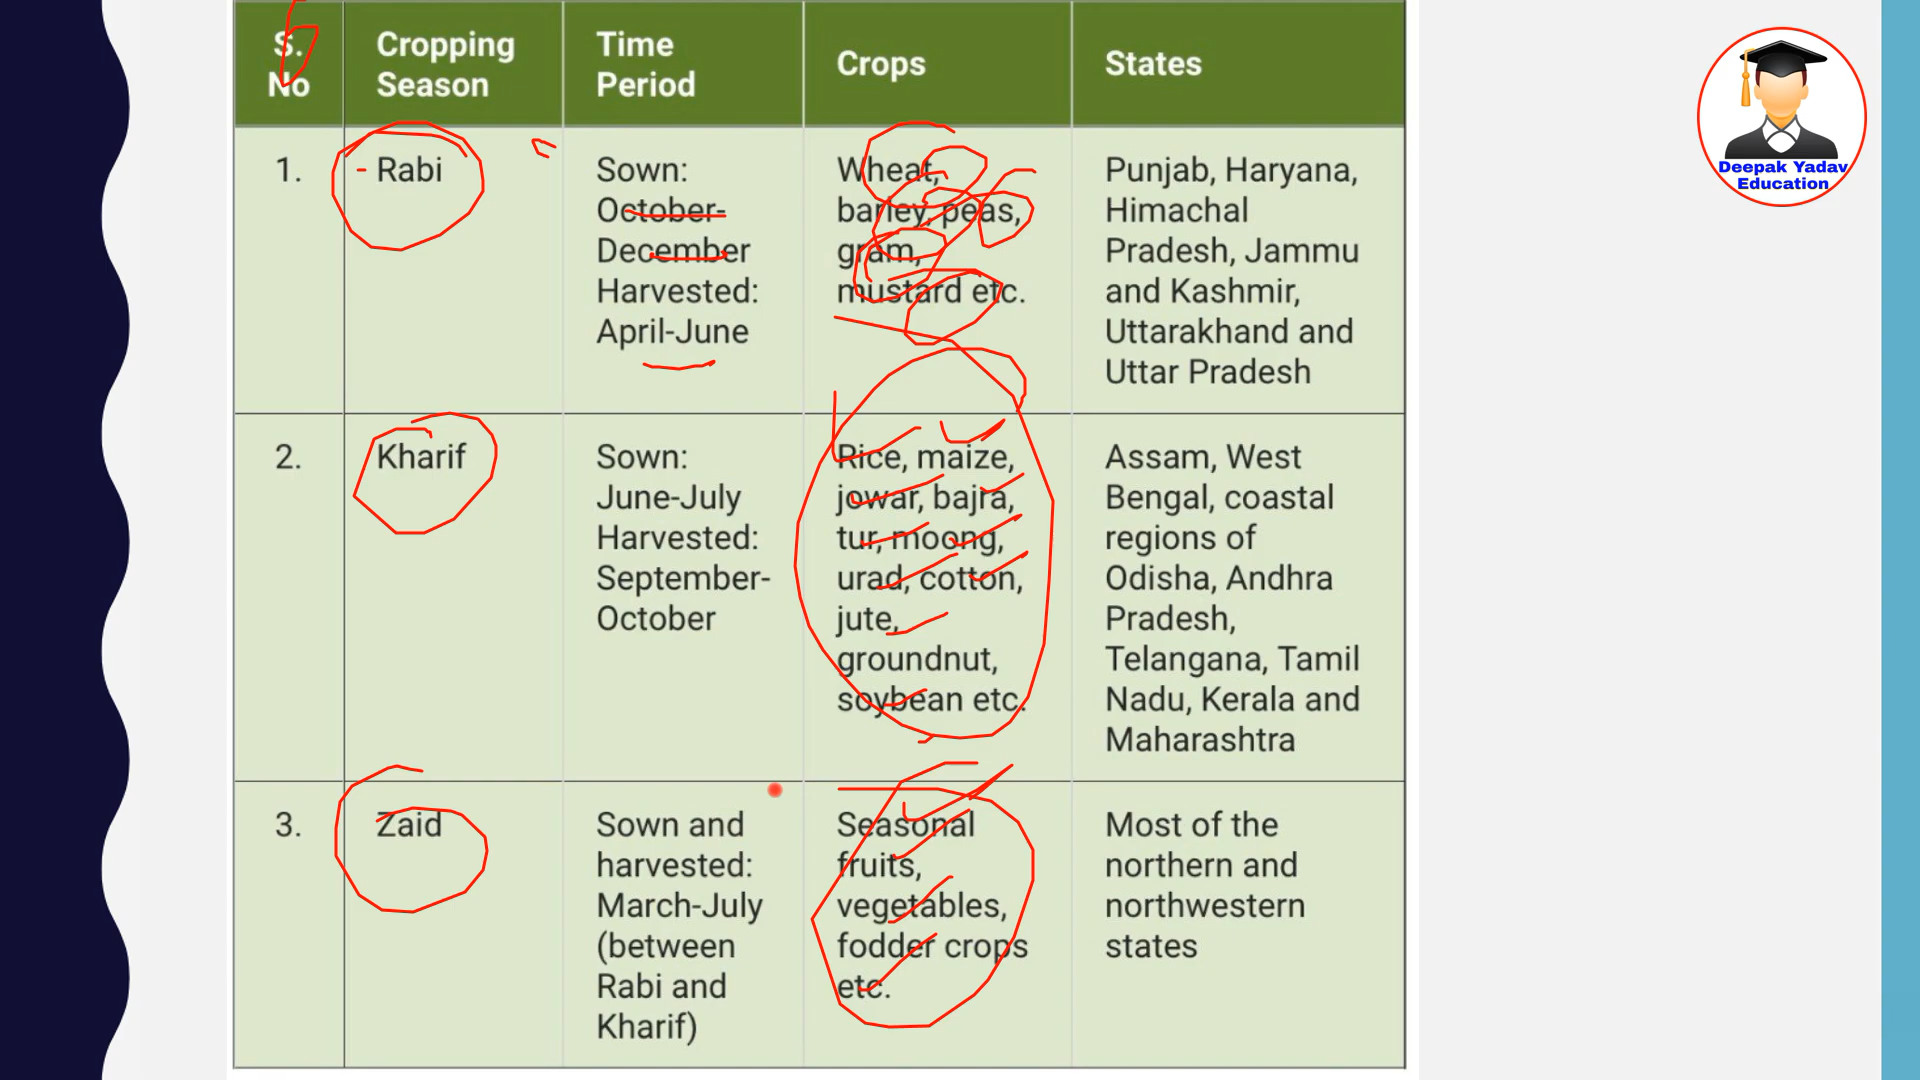 S. No
Cropping Season
Time Period
Crops
States
1.
Rabi
Sown:
October-
December
Harvested:
April-June
Wheat,
barley, peas,
gram,
mustard etc.
Punjab, Haryana,
Himachal
Pradesh, Jammu
and Kashmir,
Uttarakhand and
Uttar Pradesh
2.
Kharif
Sown:
June-July
Harvested:
September-
October
Rice, maize,
jowar, bajra,
tur, moong,
urad, cotton,
jute,
groundnut,
soybean etc.
Assam, West
Bengal, coastal
regions of
Odisha, Andhra
Pradesh,
Telangana, Tamil
Nadu, Kerala and
Maharashtra
3.
Zaid
Sown and
harvested:
March-July
(between
Rabi and
Kharif)
Seasonal
fruits,
vegetables,
fodder crops
etc.
Most of the
northern and
northwestern
states
Deepak Yadav
Education